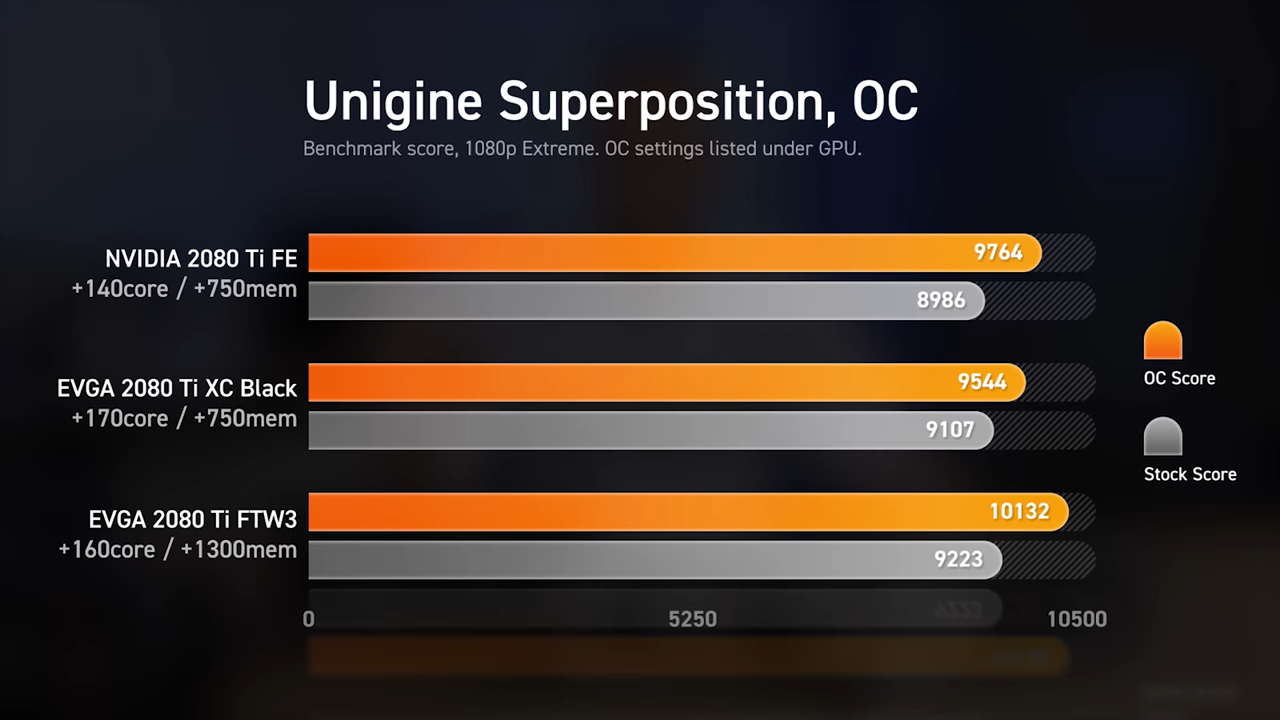 Unigine Superposition, OC
Benchmark score, 1080p Extreme. OC settings listed under GPU.
NVIDIA 2080 Ti FE
+140core / +750mem
9764
8986
EVGA 2080 Ti XC Black
+170core / +750mem
9544
9107
EVGA 2080 Ti FTW3
+160core / +1300mem
10132
9223
0
5250
10500
OC Score
Stock Score